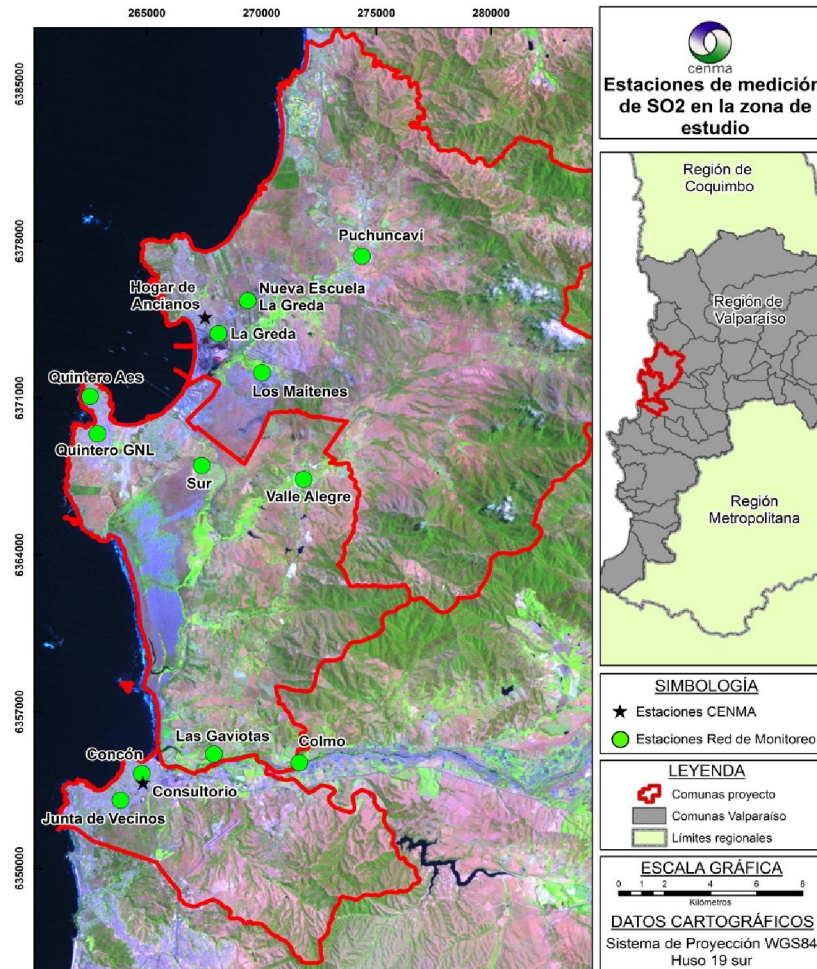 265000
270000
275000
280000
6385000
6378000
6371000
6364000
6357000
6350000
Puchuncaví
Hogar de
Ancianos
Nueva Escuela
La Greda
La Greda
Los Maitenes
Quintero Aes
Quintero GNL
Sur
Valle Alegre
Las Gaviotas
Colmo
Concón
Consultorio
Junta de Vecinos
cenma
Estaciones de medición
de SO2 en la zona de
estudio
Región de
Coquimbo
Región de
Valparaíso
Región
Metropolitana
SIMBOLOGÍA
Estaciones CENMA
Estaciones Red de Monitoreo
LEYENDA
Comunas proyecto
Comunas Valparaíso
Límites regionales
ESCALA GRÁFICA
0 1 2 4 6 8
Kilómetros
DATOS CARTOGRÁFICOS
Sistema de Proyección WGS84
Huso 19 sur